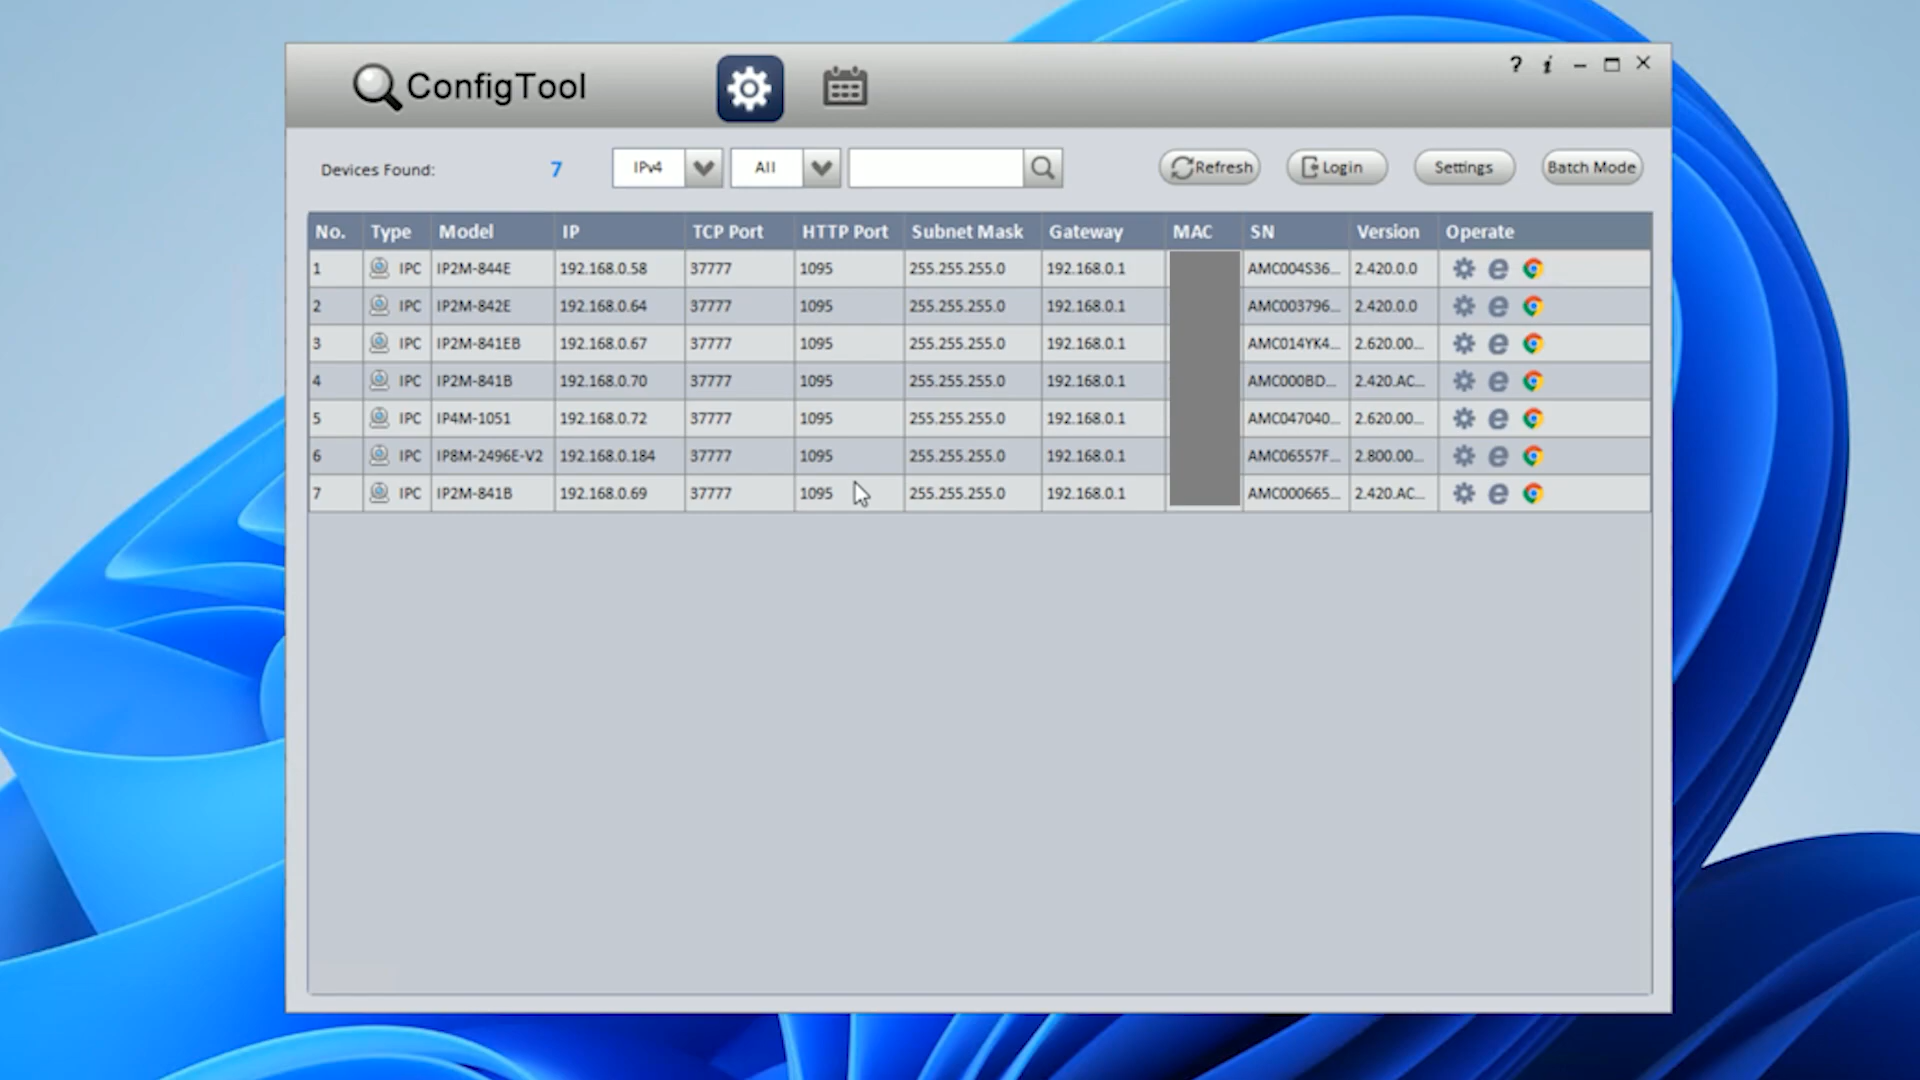 ConfigTool
? i
Devices Found: 7 IPv4 All Refresh Login Settings Batch Mode
No. Type Model IP TCP Port HTTP Port Subnet Mask Gateway MAC SN Version Operate
1 IPC IP2M-844E 192.168.0.58 37777 1095 255.255.255.0 192.168.0.1 AMC004S36... 2.420.0.0
2 IPC IP2M-842E 192.168.0.64 37777 1095 255.255.255.0 192.168.0.1 AMC003796... 2.420.0.0
3 IPC IP2M-841EB 192.168.0.67 37777 1095 255.255.255.0 192.168.0.1 AMC014YK4... 2.620.00...
4 IPC IP2M-841B 192.168.0.70 37777 1095 255.255.255.0 192.168.0.1 AMC000BD... 2.420.AC...
5 IPC IP4M-1051 192.168.0.72 37777 1095 255.255.255.0 192.168.0.1 AMC047040... 2.620.00...
6 IPC IP8M-2496E-V2 192.168.0.184 37777 1095 255.255.255.0 192.168.0.1 AMC06557F... 2.800.00...
7 IPC IP2M-841B 192.168.0.69 37777 1095 255.255.255.0 192.168.0.1 AMC000665... 2.420.AC...